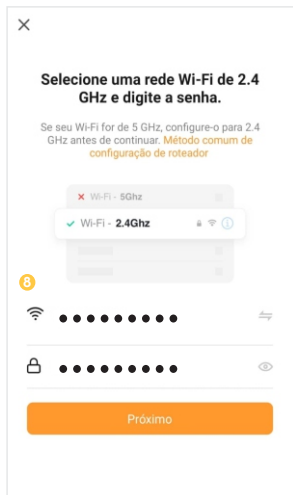 Selecione uma rede Wi-Fi de 2.4
GHz e digite a senha.
Se seu Wi-Fi for de 5 GHz, configure-o para 2.4
GHz antes de continuar. Método comum de
configuração de roteador
Wi-Fi - 5Ghz
Wi-Fi - 2.4Ghz
8
●●●●●●●●●
●●●●●●●●●
Próximo